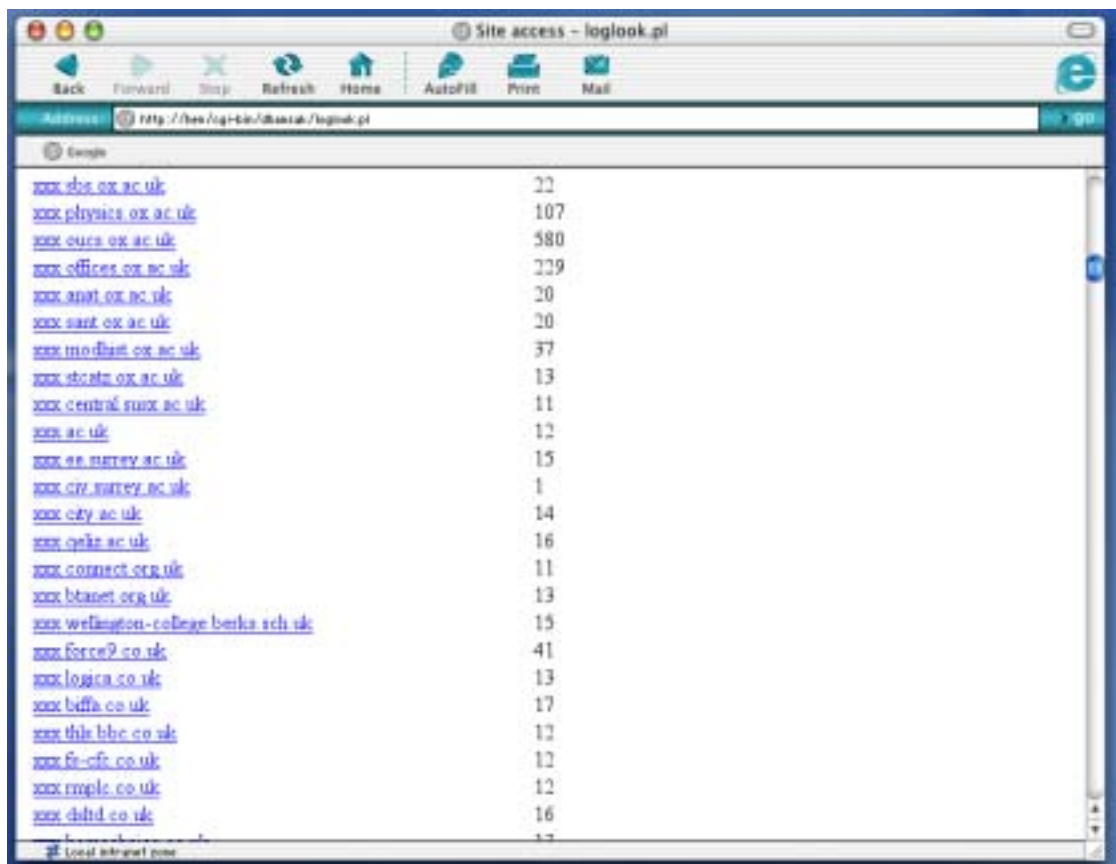 Site access – loglook.pl
Back Forward Stop Refresh Home AutoFill Print Mail
Address go
Google
xxx sbs ox ac uk 22
xxx physics ox ac uk 107
xxx oucs ox ac uk 580
xxx offices ox ac uk 229
xxx anat ox ac uk 20
xxx sant ox ac uk 20
xxx modhist ox ac uk 37
xxx stcatz ox ac uk 13
xxx central susx ac uk 11
xxx ac uk 12
xxx ee surrey ac uk 15
xxx civ surrey ac uk 1
xxx city ac uk 14
xxx ac uk 16
xxx connect org uk 11
xxx btanet org uk 13
xxx wellington-college berks sch uk 15
xxx force9 co uk 41
xxx logica co uk 13
xxx biffa co uk 17
xxx thls bbc co uk 12
xxx co uk 12
xxx rmplc co uk 12
xxx dsltd co uk 16
Local intranet zone